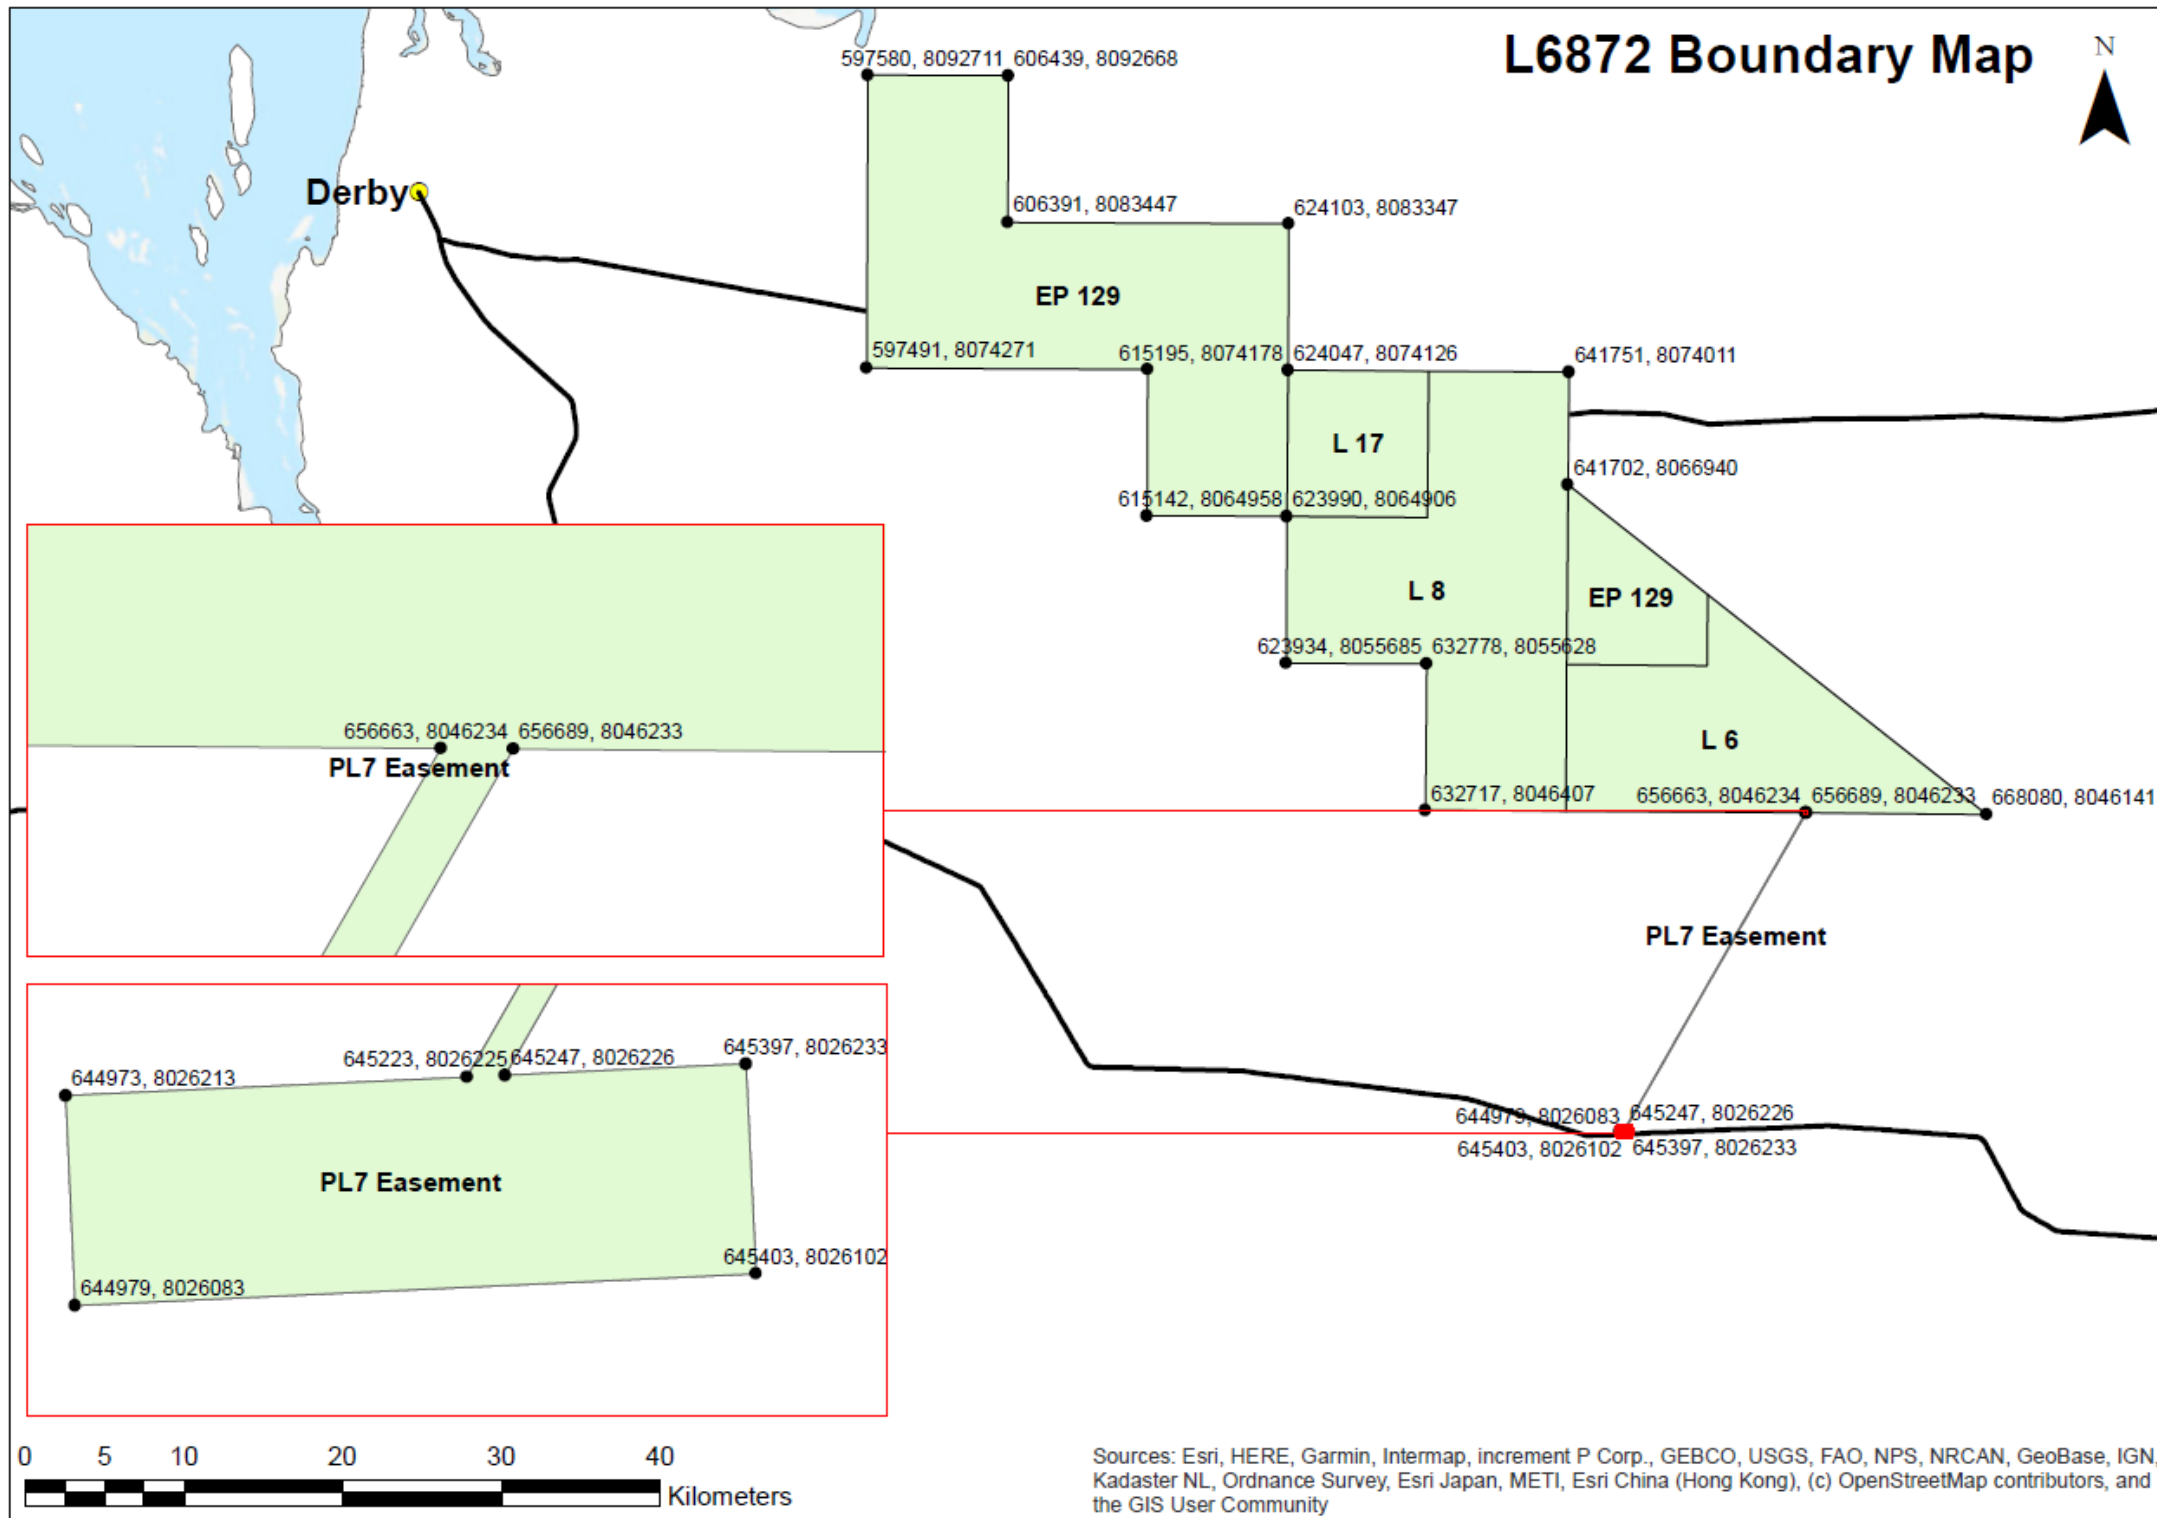 L6872 Boundary Map
N
597580, 8092711
606439, 8092668
Derby
606391, 8083447
624103, 8083347
EP 129
597491, 8074271
615195, 8074178
624047, 8074126
641751, 8074011
L 17
641702, 8066940
615142, 8064958
623990, 8064906
L 8
EP 129
623934, 8055685
632778, 8055628
L 6
632717, 8046407
656663, 8046234
656689, 8046233
668080, 8046141
PL7 Easement
644979, 8026083
645247, 8026226
645403, 8026102
645397, 8026233
656663, 8046234
656689, 8046233
PL7 Easement
645223, 8026225
645247, 8026226
645397, 8026233
644973, 8026213
PL7 Easement
645403, 8026102
644979, 8026083
0 5 10 20 30 40
Kilometers
Sources: Esri, HERE, Garmin, Intermap, increment P Corp., GEBCO, USGS, FAO, NPS, NRCAN, GeoBase, IGN,
Kadaster NL, Ordnance Survey, Esri Japan, METI, Esri China (Hong Kong), (c) OpenStreetMap contributors, and
the GIS User Community